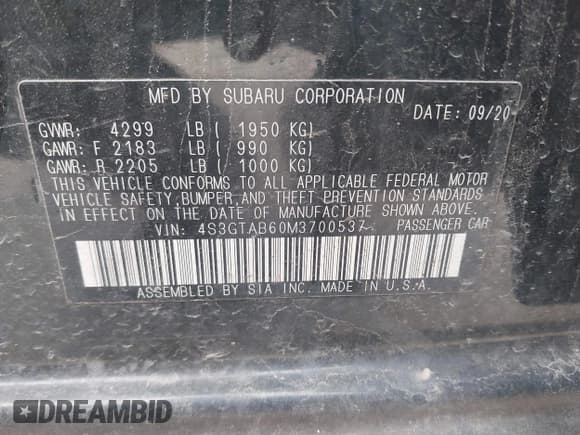 MFD BY SUBARU CORPORATION
DATE: 09/20
GVWR: 4299 LB ( 1950 KG)
GAWR: F 2183 LB ( 990 KG)
GAWR: R 2205 LB ( 1000 KG)
THIS VEHICLE CONFORMS TO ALL APPLICABLE FEDERAL MOTOR
VEHICLE SAFETY,BUMPER,AND THEFT PREVENTION STANDARDS
IN EFFECT ON THE DATE OF MANUFACTURE SHOWN ABOVE.
VIN: 4S3GTAB60M3700537 PASSENGER CAR
ASSEMBLED BY SIA INC. MADE IN U.S.A.
DREAMBID